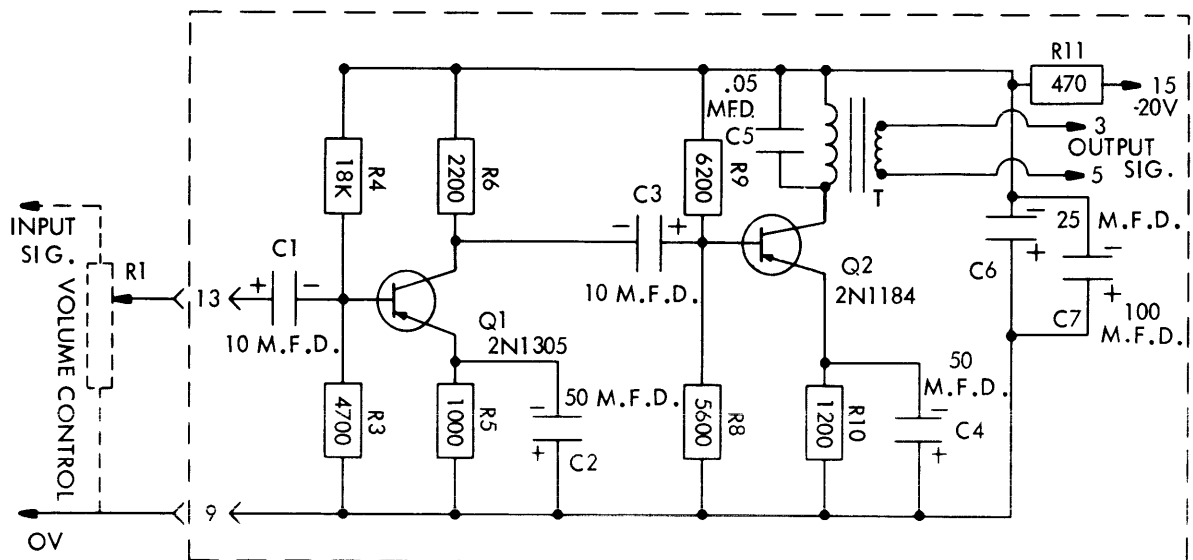 R11
470
15
-20V
.05
M.F.D.
C5
3
OUTPUT
SIG.
5
T
R4
18K
R6
2200
R9
6200
C3
- +
10 M.F.D.
INPUT
SIG.
R1
VOLUME CONTROL
13
C1
+ -
10 M.F.D.
Q1
2N1305
Q2
2N1184
-
+
C6
25 M.F.D.
-
+
C7
100
M.F.D.
R3
4700
R5
1000
50 M.F.D.
-
+
C2
R8
5600
R10
1200
50
M.F.D.
-
+
C4
9
OV